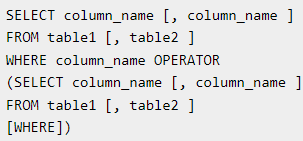 SELECT column_name [, column_name ]
FROM table1 [, table2 ]
WHERE column_name OPERATOR
(SELECT column_name [, column_name ]
FROM table1 [, table2 ]
[WHERE])